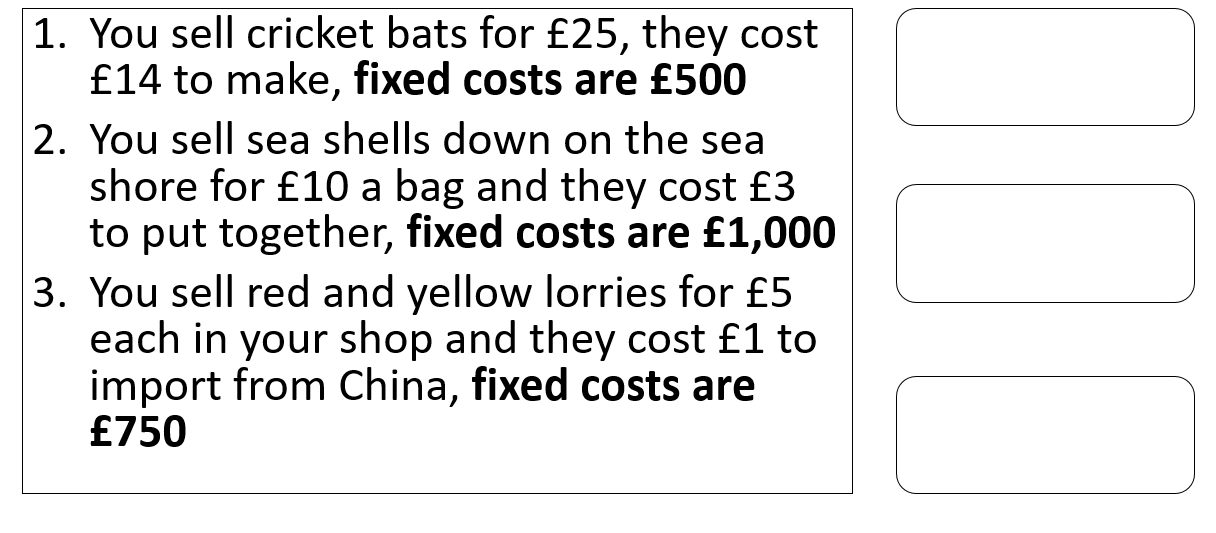 1. You sell cricket bats for £25, they cost
£14 to make, fixed costs are £500
2. You sell sea shells down on the sea
shore for £10 a bag and they cost £3
to put together, fixed costs are £1,000
3. You sell red and yellow lorries for £5
each in your shop and they cost £1 to
import from China, fixed costs are
£750